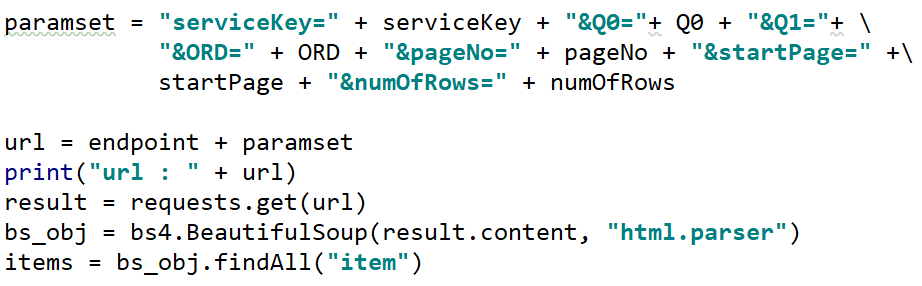 paramset = "serviceKey=" + serviceKey + "&Q0="+ Q0 + "&Q1="+ \
"&ORD=" + ORD + "&pageNo=" + pageNo + "&startPage=" +\
startPage + "&numOfRows=" + numOfRows
url = endpoint + paramset
print("url : " + url)
result = requests.get(url)
bs_obj = bs4.BeautifulSoup(result.content, "html.parser")
items = bs_obj.findAll("item")